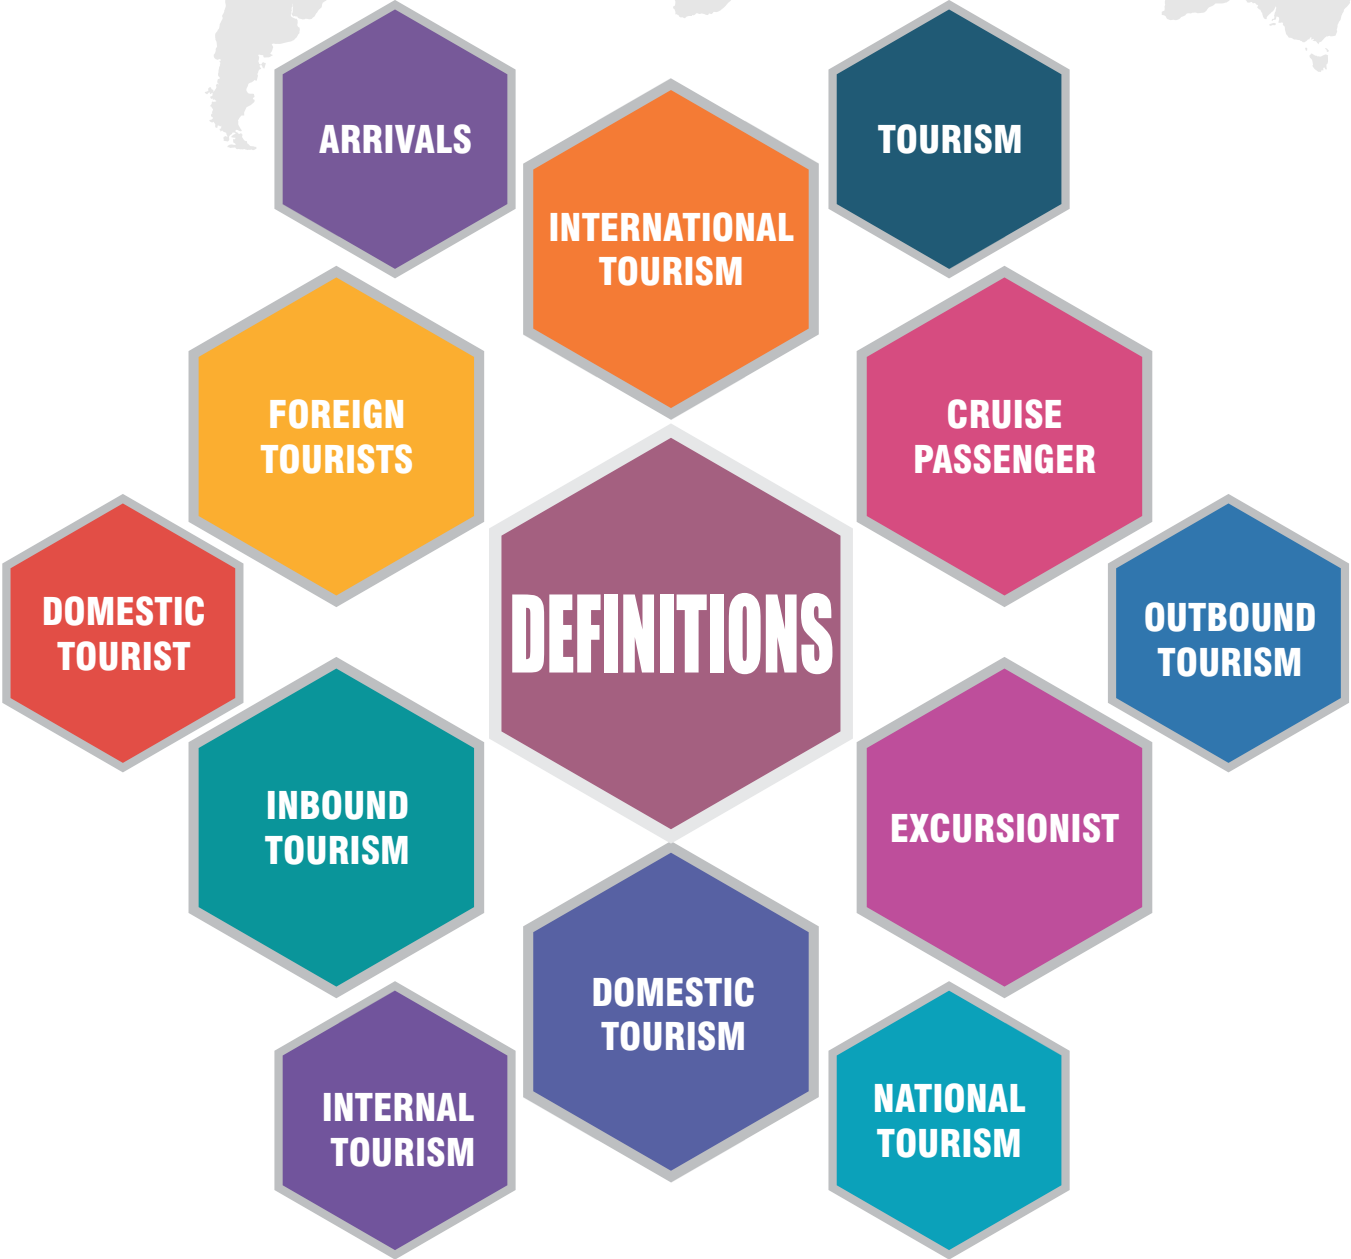 ARRIVALS
TOURISM
INTERNATIONAL
TOURISM
FOREIGN
TOURISTS
CRUISE
PASSENGER
DOMESTIC
TOURIST
DEFINITIONS
OUTBOUND
TOURISM
INBOUND
TOURISM
EXCURSIONIST
DOMESTIC
TOURISM
INTERNAL
TOURISM
NATIONAL
TOURISM